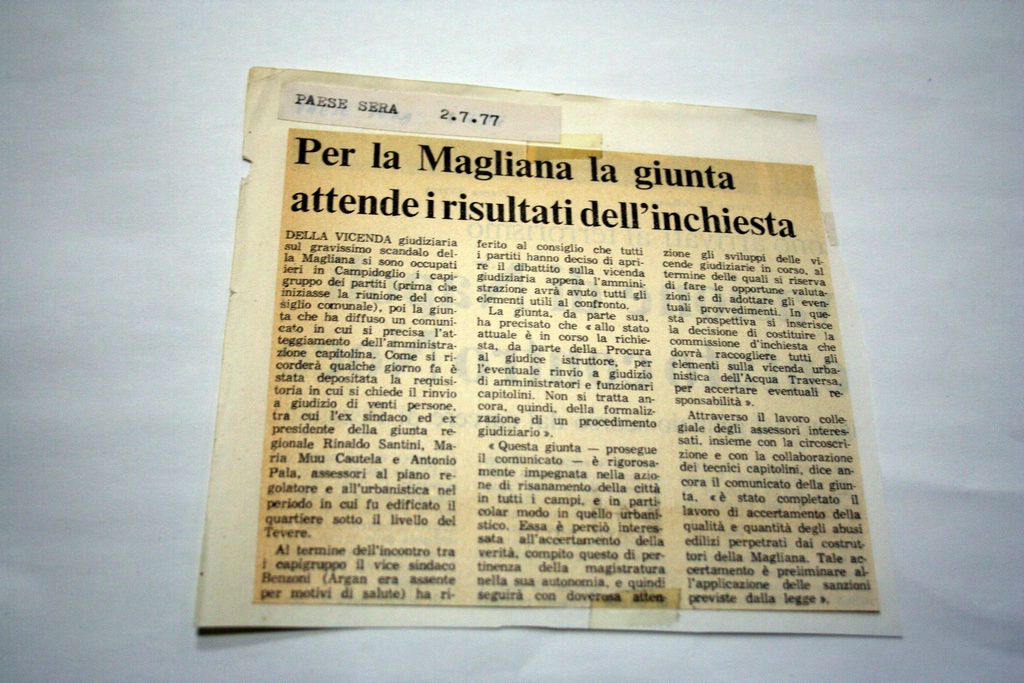 PAESE SERA 2.7.77
Per la Magliana la giunta
attende i risultati dell'inchiesta
DELLA VICENDA giudiziaria
sul gravissimo scandalo del-
la Magliana si sono occupati
ieri in Campidoglio i capi-
gruppo dei partiti (prima che
iniziasse la riunione del con-
siglio comunale), poi la giun-
ta che ha diffuso un comuni-
cato in cui si precisa l'at-
teggiamento dell'amministra-
zione capitolina. Come si ri-
corderà qualche giorno fa è
stata depositata la requisi-
toria in cui si chiede il rinvio
a giudizio di venti persone,
tra cui l'ex sindaco ed ex
presidente della giunta re-
gionale Rinaldo Santini, Ma-
ria Muu Cautela e Antonio
Pala, assessori al piano re-
golatore e all'urbanistica nel
periodo in cui fu edificato il
quartiere sotto il livello del
Tevere.
Al termine dell'incontro tra
i capigruppo il vice sindaco
Benzoni (Argan era assente
per motivi di salute) ha ri-
ferito al consiglio che tutti
i partiti hanno deciso di apri-
re il dibattito sulla vicenda
giudiziaria appena l'ammini-
strazione avrà avuto tutti gli
elementi utili al confronto.
La giunta, da parte sua,
ha precisato che « allo stato
attuale è in corso la richie-
sta, da parte della Procura
al giudice istruttore, per
l'eventuale rinvio a giudizio
di amministratori e funzionari
capitolini. Non si tratta an-
cora, quindi, della formaliz-
zazione di un procedimento
giudiziario ».
« Questa giunta — prosegue
il comunicato — è rigorosa-
mente impegnata nella azio-
ne di risanamento della città
in tutti i campi, e in parti-
colar modo in quello urbani-
stico. Essa è perciò interes-
sata all'accertamento della
verità, compito questo di per-
tinenza della magistratura
nella sua autonomia, e quindi
seguirà con doverosa atten-
zione gli sviluppi delle vi-
cende giudiziarie in corso, al
termine delle quali si riserva
di fare le opportune valuta-
zioni e di adottare gli even-
tuali provvedimenti. In que-
sta prospettiva si inserisce
la decisione di costituire la
commissione d'inchiesta che
dovrà raccogliere tutti gli
elementi sulla vicenda urba-
nistica dell'Acqua Traversa,
per accertare eventuali re-
sponsabilità ».
Attraverso il lavoro colle-
giale degli assessori interes-
sati, insieme con la circoscri-
zione e con la collaborazione
dei tecnici capitolini, dice an-
cora il comunicato della giun-
ta, « è stato completato il
lavoro di accertamento della
qualità e quantità degli abusi
edilizi perpetrati dai costrut-
tori della Magliana. Tale ac-
certamento è preliminare al-
l'applicazione delle sanzioni
previste dalla legge ».